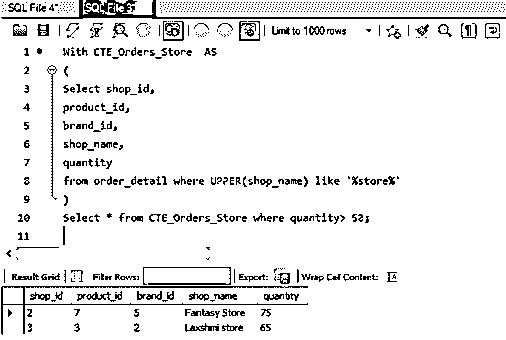 SQL File 4*
SQL File 3*
Limit to 1000 rows
1 With CTE_Orders_Store AS
2 (
3 Select shop_id,
4 product_id,
5 brand_id,
6 shop_name,
7 quantity
8 from order_detail where UPPER(shop_name) like '%store%'
9 )
10 Select * from CTE_Orders_Store where quantity> 50;
11
Result Grid Filter Rows: Export: Wrap Cell Content: IA
shop_id product_id brand_id shop_name quantity
2 7 5 Fantasy Store 75
3 3 2 Laxshmi store 65